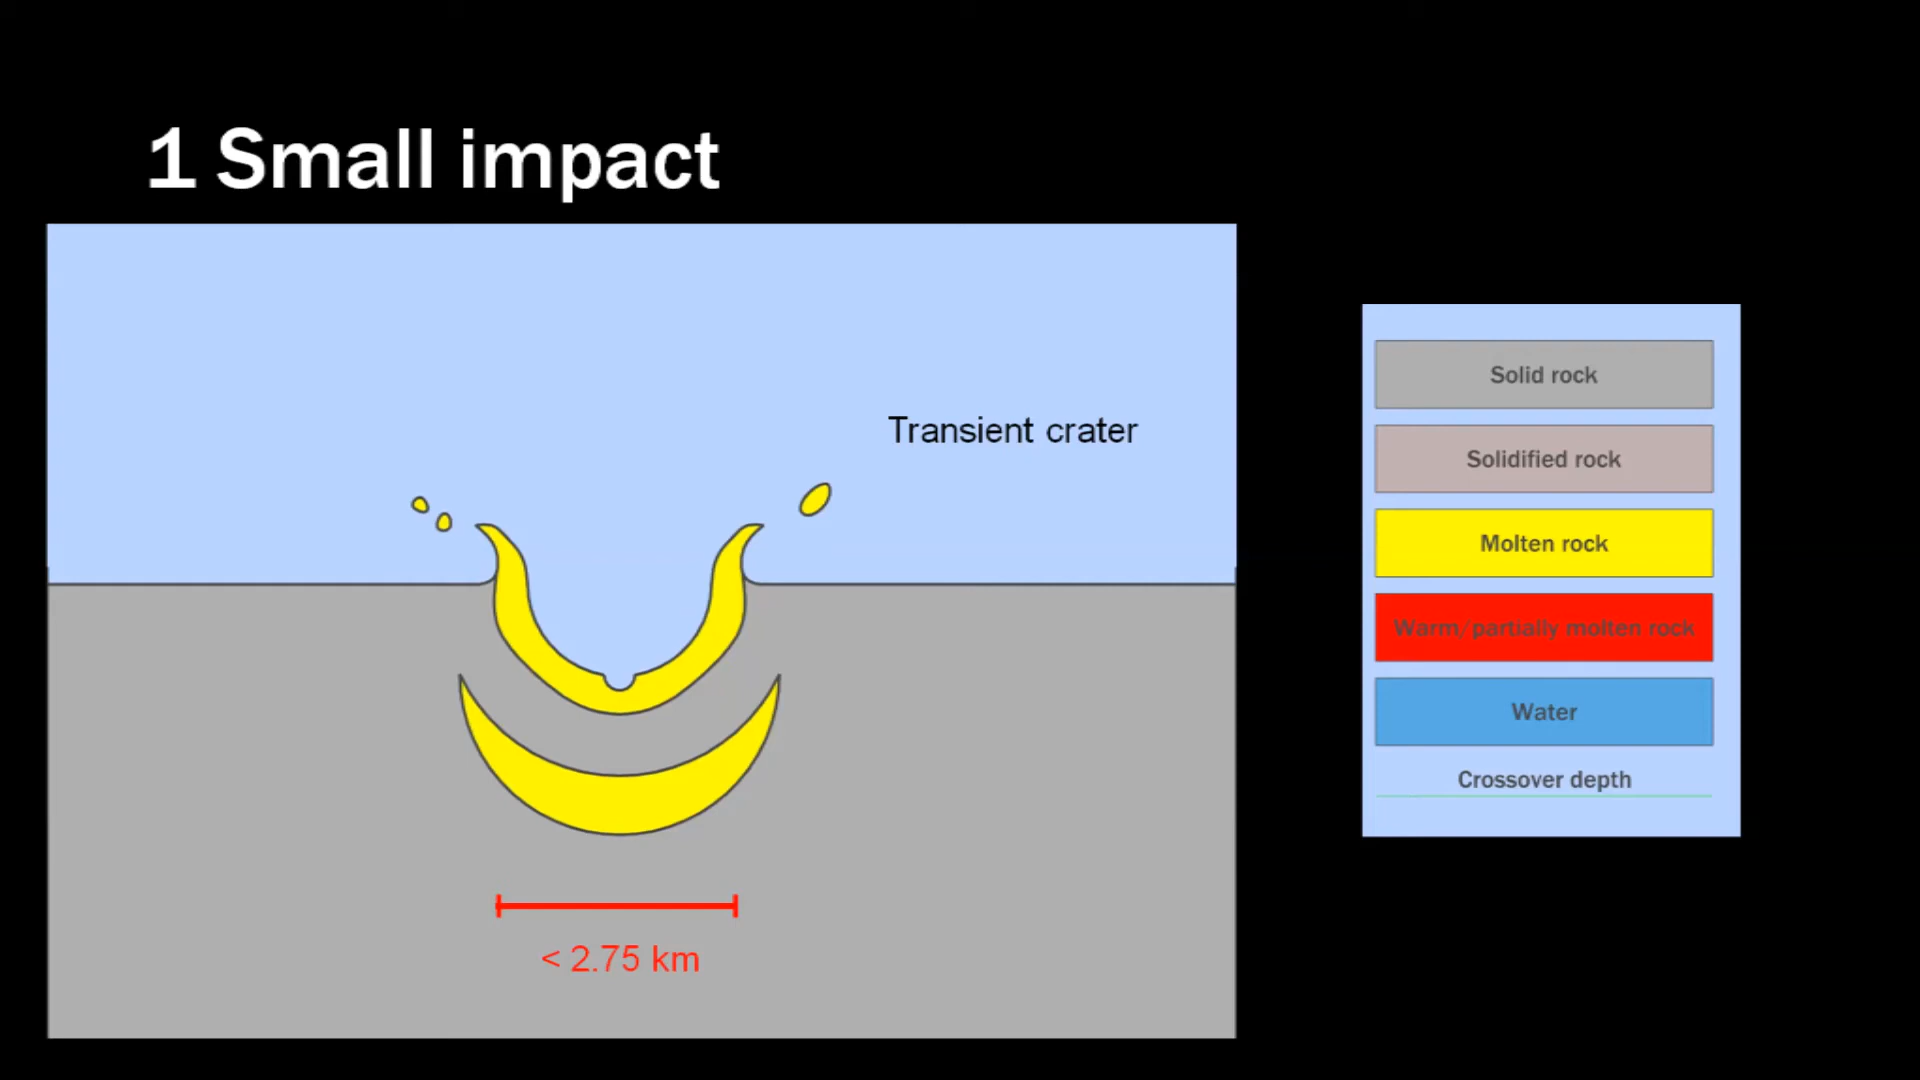 1 Small impact
Transient crater
< 2.75 km
Solid rock
Solidified rock
Molten rock
Warm/partially molten rock
Water
Crossover depth